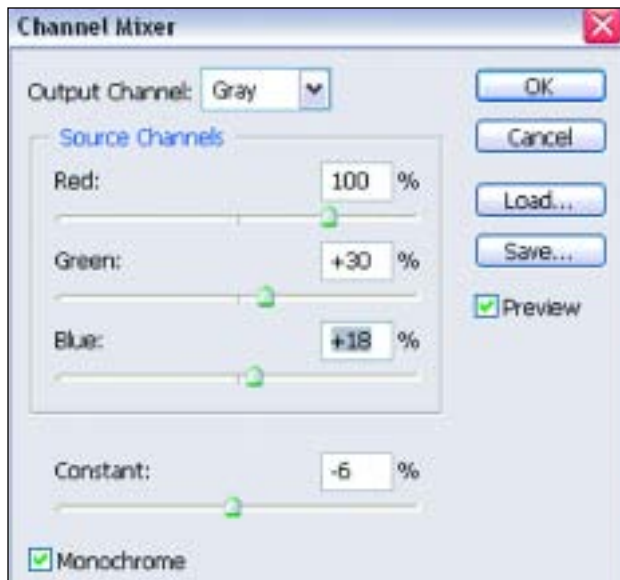 Channel Mixer
Output Channel: Gray
OK
Source Channels
Cancel
Red: 100 %
Load...
Green: +30 %
Save...
Preview
Blue: +18 %
Constant: -6 %
Monochrome